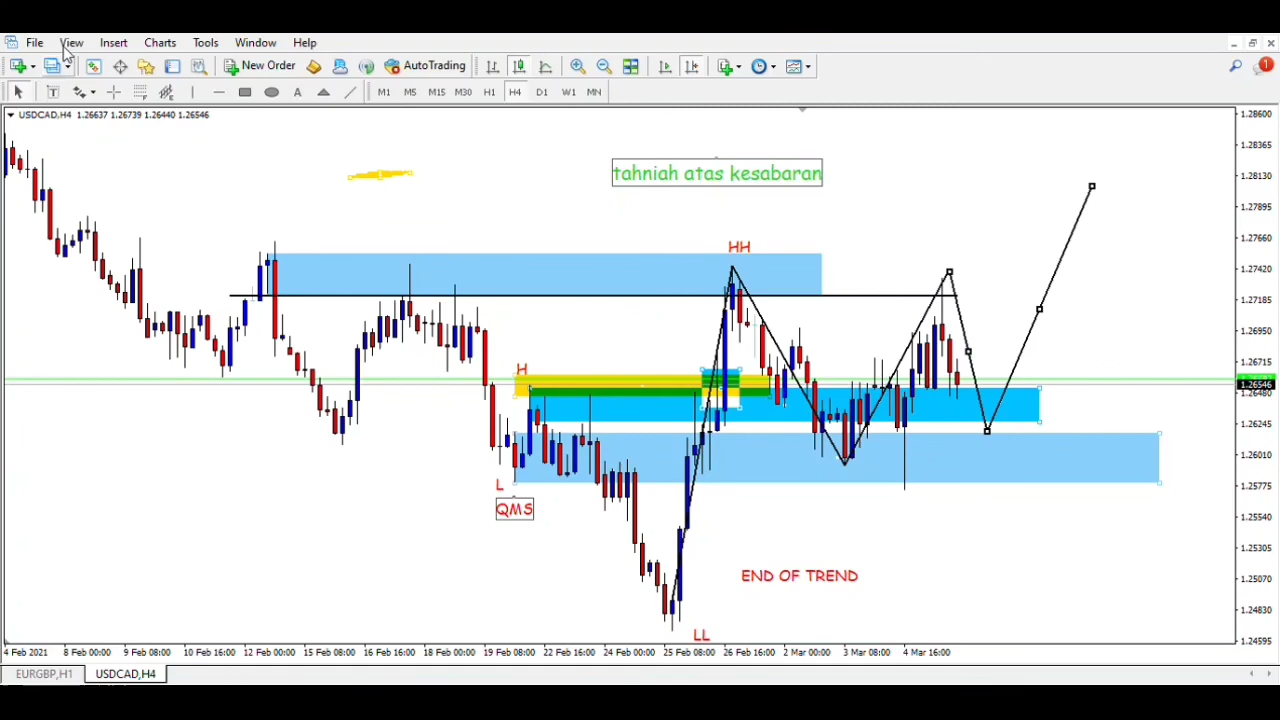 File View Insert Charts Tools Window Help
New Order AutoTrading 1
T A M1 M5 M15 M30 H1 H4 D1 W1 MN
USDCAD,H4 1.26637 1.26739 1.26440 1.26546
tahniah atas kesabaran
HH
H
L
QMS
END OF TREND
LL
1.28600
1.28365
1.28130
1.27895
1.27660
1.27420
1.27185
1.26950
1.26715
1.26546
1.26480
1.26245
1.26010
1.25775
1.25540
1.25305
1.25070
1.24830
1.24595
4 Feb 2021 8 Feb 00:00 9 Feb 08:00 10 Feb 16:00 12 Feb 00:00 15 Feb 08:00 16 Feb 16:00 18 Feb 00:00 19 Feb 08:00 22 Feb 16:00 24 Feb 00:00 25 Feb 08:00 26 Feb 16:00 2 Mar 00:00 3 Mar 08:00 4 Mar 16:00
EURGBP,H1 USDCAD,H4